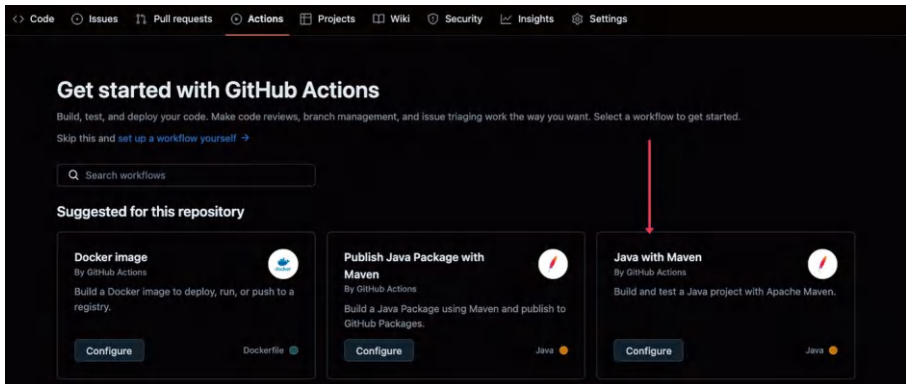 Code Issues Pull requests Actions Projects Wiki Security Insights Settings
Get started with GitHub Actions
Build, test, and deploy your code. Make code reviews, branch management, and issue triaging work the way you want. Select a workflow to get started.
Skip this and set up a workflow yourself →
Search workflows
Suggested for this repository
Docker image
By GitHub Actions
Build a Docker image to deploy, run, or push to a
registry.
Configure
Dockerfile
docker
Publish Java Package with
Maven
By GitHub Actions
Build a Java Package using Maven and publish to
GitHub Packages.
Configure
Java
Java with Maven
By GitHub Actions
Build and test a Java project with Apache Maven.
Configure
Java